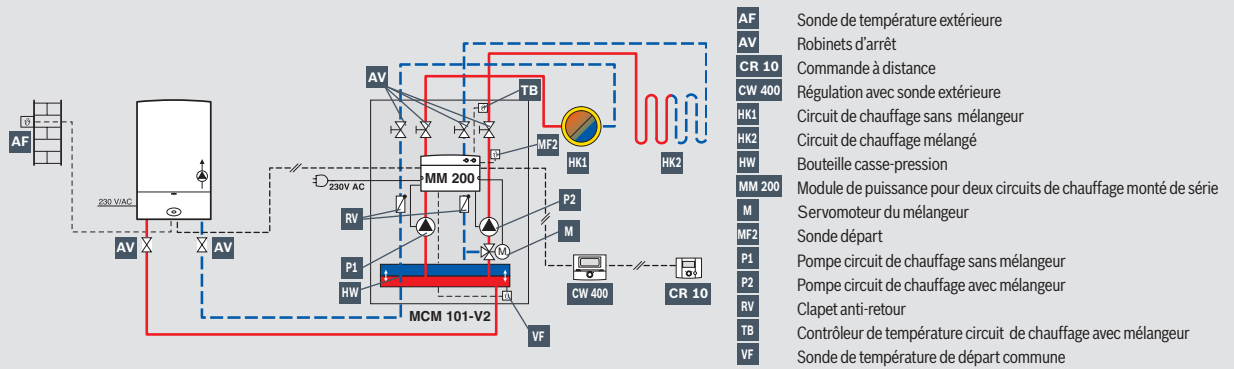 AF
230 V/AC
AV
AV
AV
TB
MF2
230V AC
MM 200
RV
P2
M
M
P1
HW
MCM 101-V2
VF
HK1
HK2
CW 400
CR 10
AF Sonde de température extérieure
AV Robinets d'arrêt
CR 10 Commande à distance
CW 400 Régulation avec sonde extérieure
HK1 Circuit de chauffage sans mélangeur
HK2 Circuit de chauffage mélangé
HW Bouteille casse-pression
MM 200 Module de puissance pour deux circuits de chauffage monté de série
M Servomoteur du mélangeur
MF2 Sonde départ
P1 Pompe circuit de chauffage sans mélangeur
P2 Pompe circuit de chauffage avec mélangeur
RV Clapet anti-retour
TB Contrôleur de température circuit de chauffage avec mélangeur
VF Sonde de température de départ commune